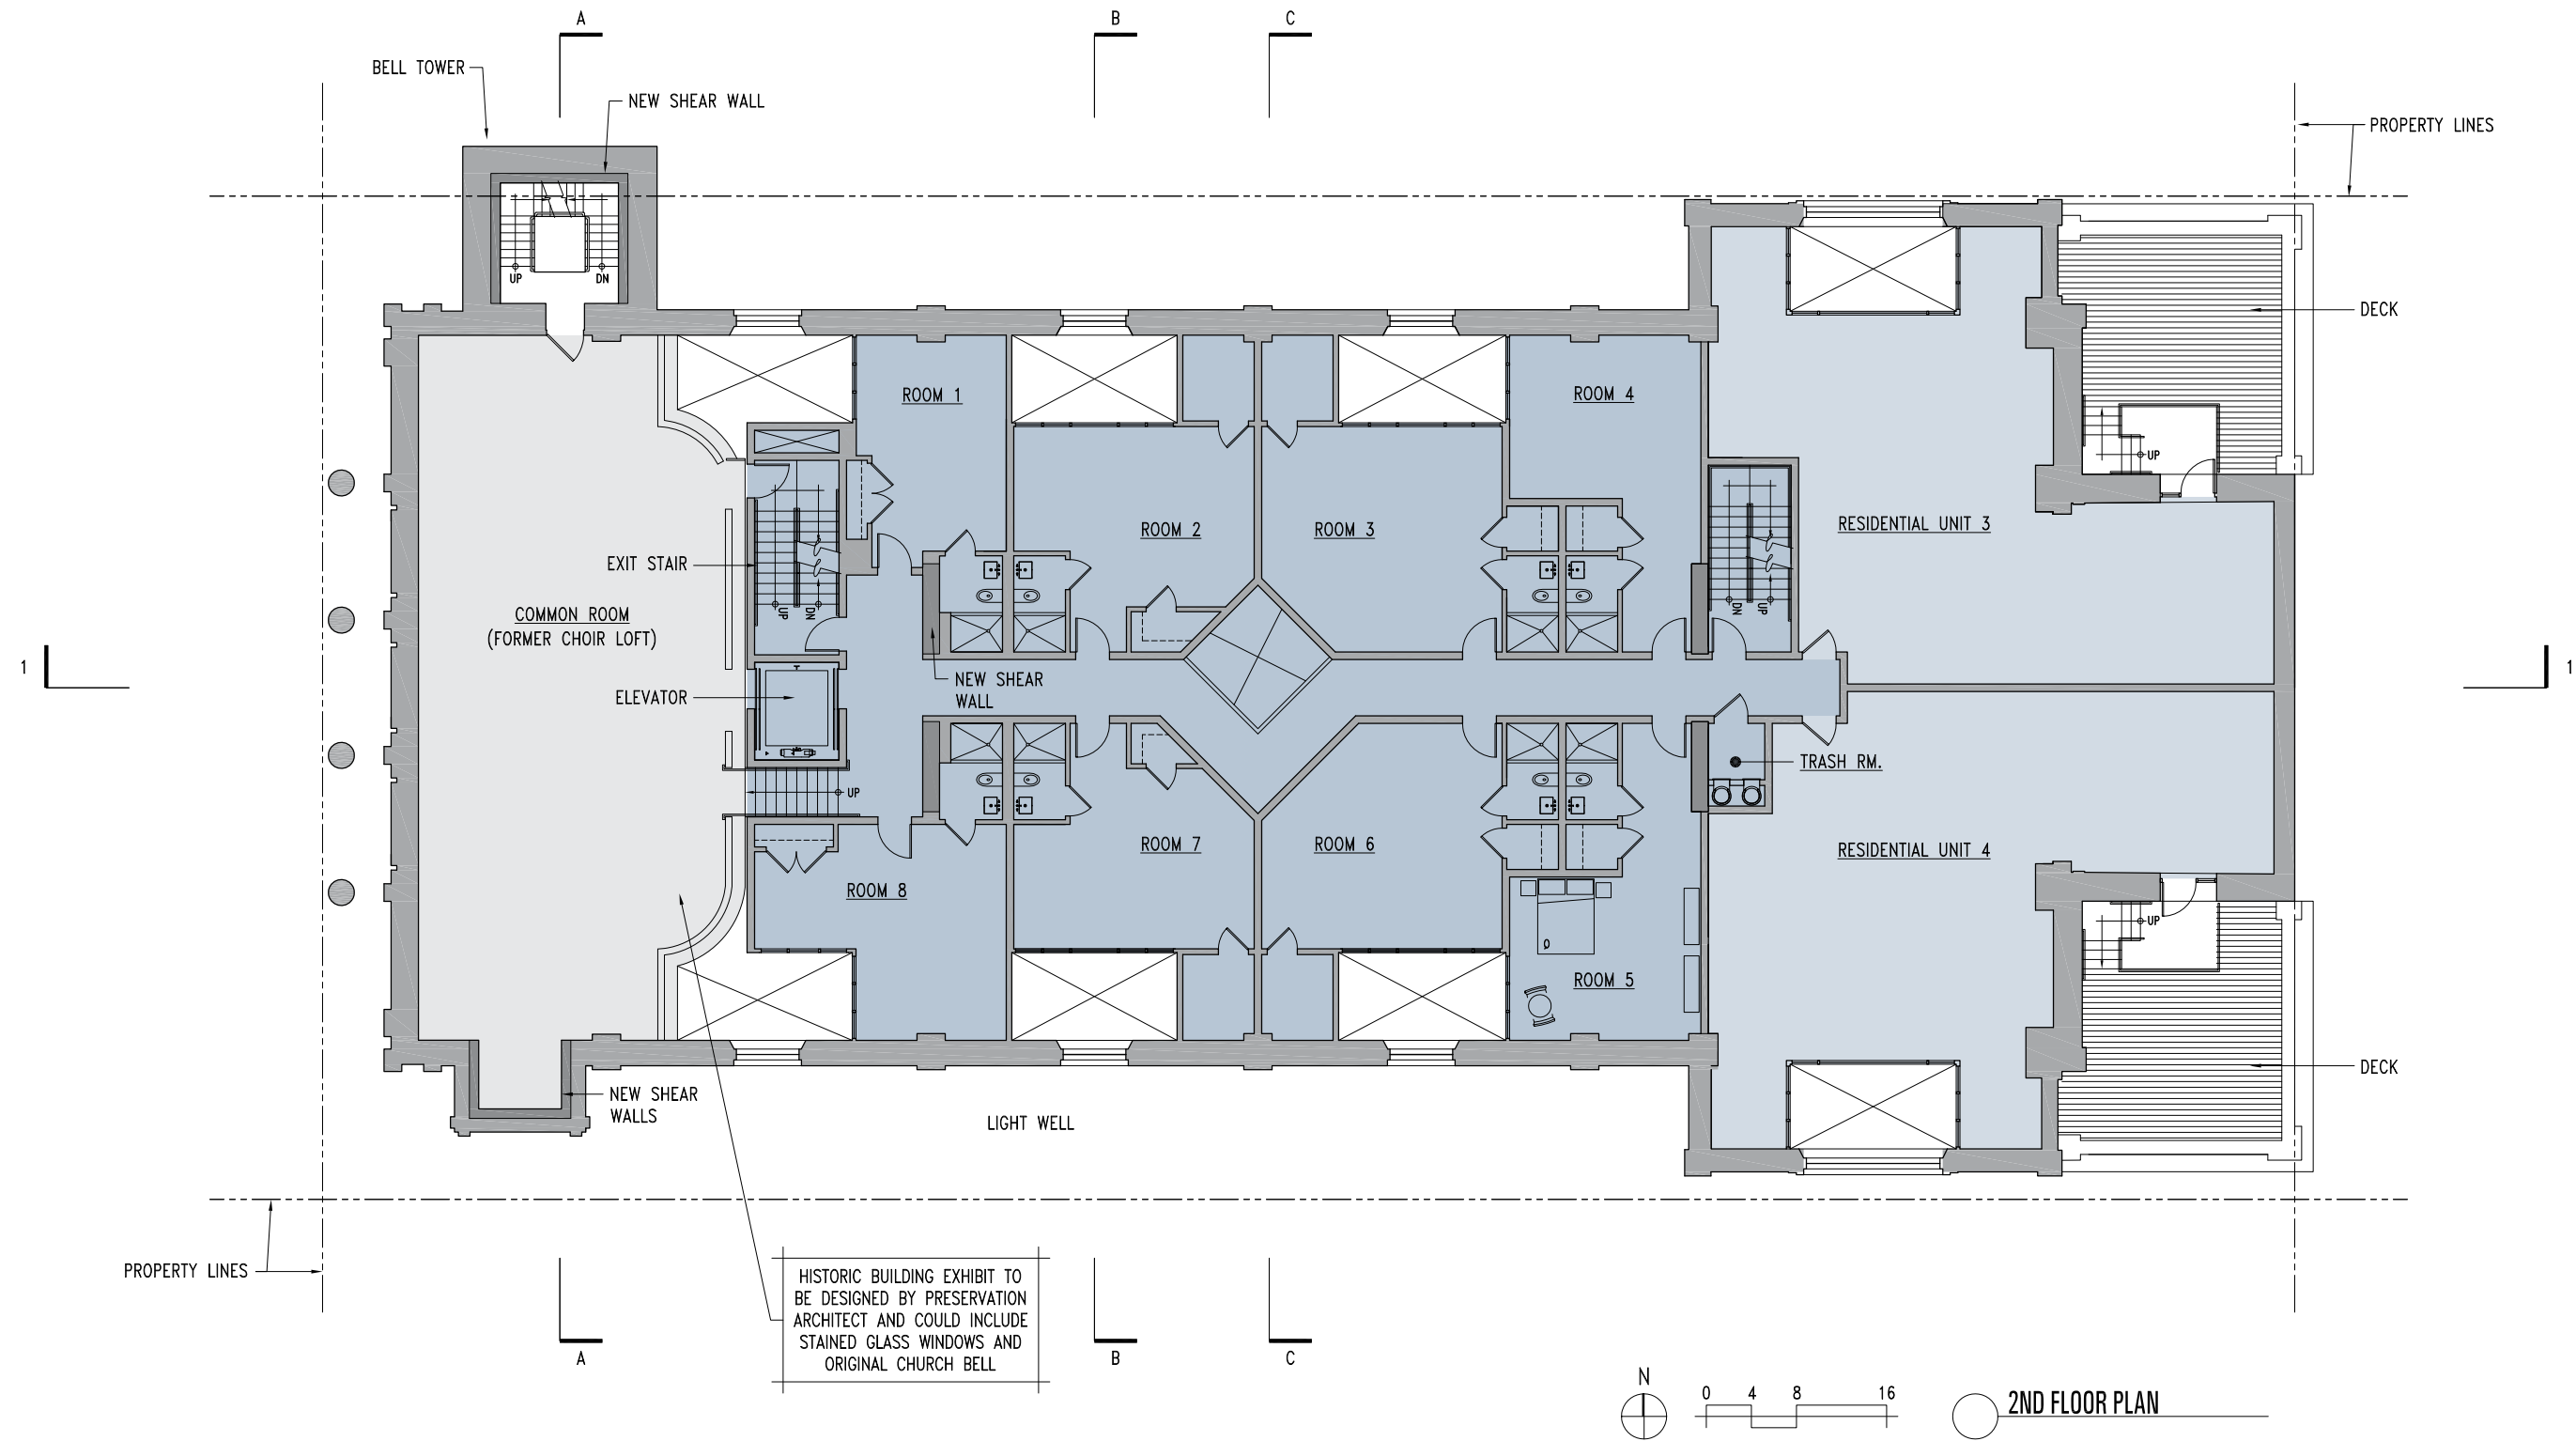 A
B
C
BELL TOWER
NEW SHEAR WALL
PROPERTY LINES
UP
DN
DECK
ROOM 1
ROOM 4
UP
ROOM 2
ROOM 3
RESIDENTIAL UNIT 3
EXIT STAIR
UP
DN
DN
UP
COMMON ROOM
(FORMER CHOIR LOFT)
1
1
NEW SHEAR
WALL
ELEVATOR
TRASH RM.
UP
ROOM 7
ROOM 6
RESIDENTIAL UNIT 4
ROOM 8
UP
ROOM 5
DECK
NEW SHEAR
WALLS
LIGHT WELL
PROPERTY LINES
HISTORIC BUILDING EXHIBIT TO
BE DESIGNED BY PRESERVATION
ARCHITECT AND COULD INCLUDE
STAINED GLASS WINDOWS AND
ORIGINAL CHURCH BELL
A
B
C
N
0 4 8 16
2ND FLOOR PLAN